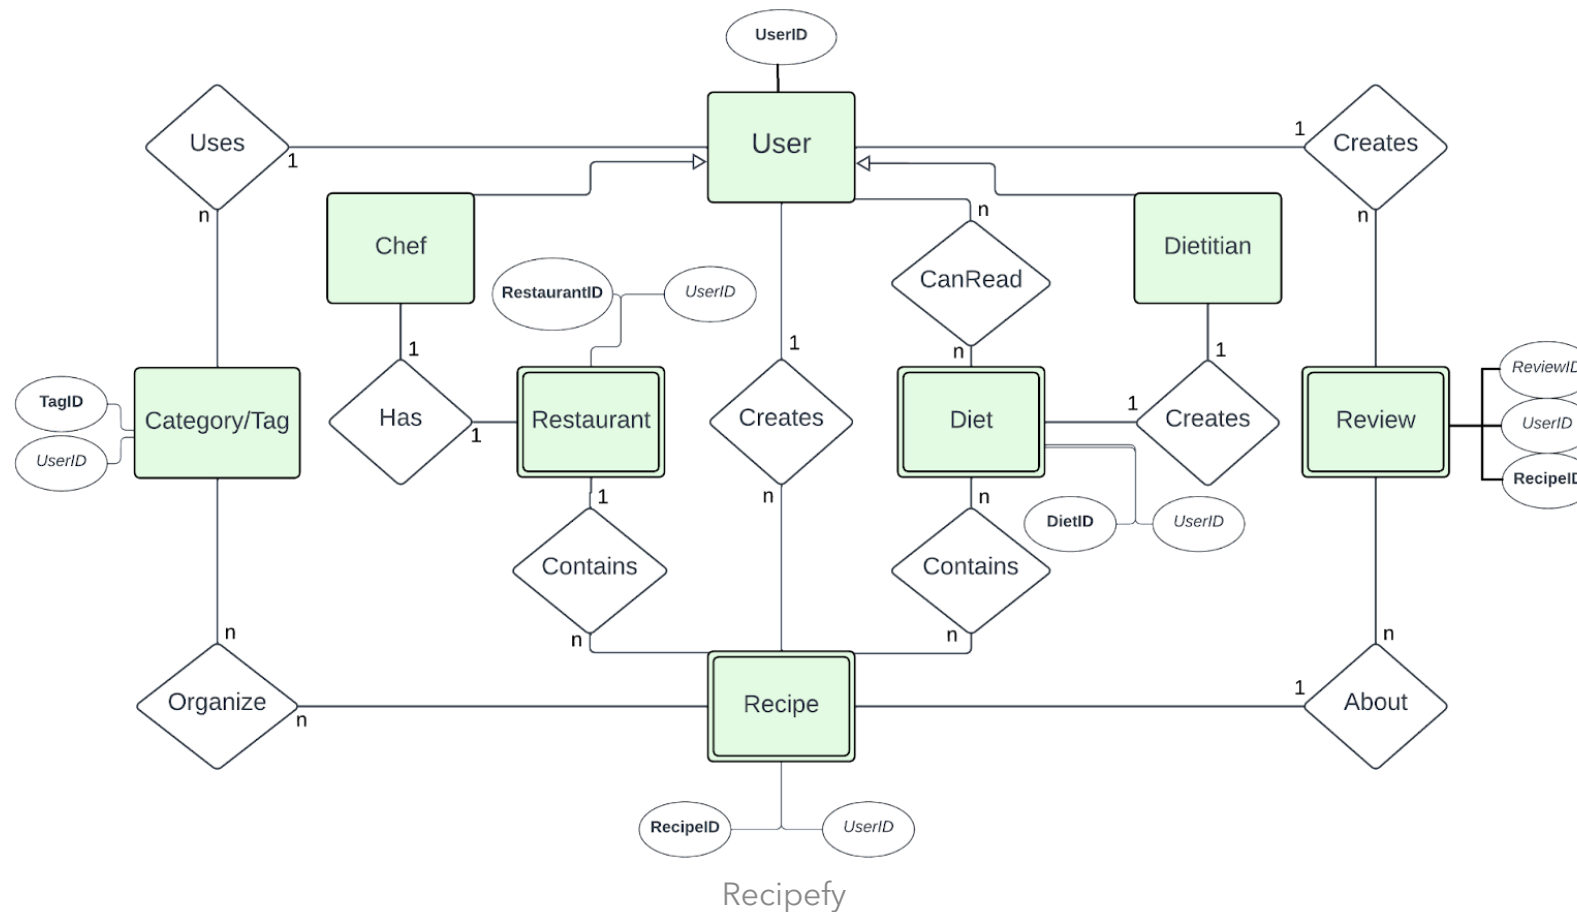 UserID
User
Uses
1
n
1
Creates
n
Chef
Dietitian
n
CanRead
n
RestaurantID
UserID
1
Has
1
Restaurant
1
Creates
n
Diet
1
1
Creates
Review
ReviewID
UserID
RecipeID
TagID
UserID
Category/Tag
1
Contains
n
n
Contains
n
DietID
UserID
n
Organize
n
Recipe
n
1
About
RecipeID
UserID
Recipefy